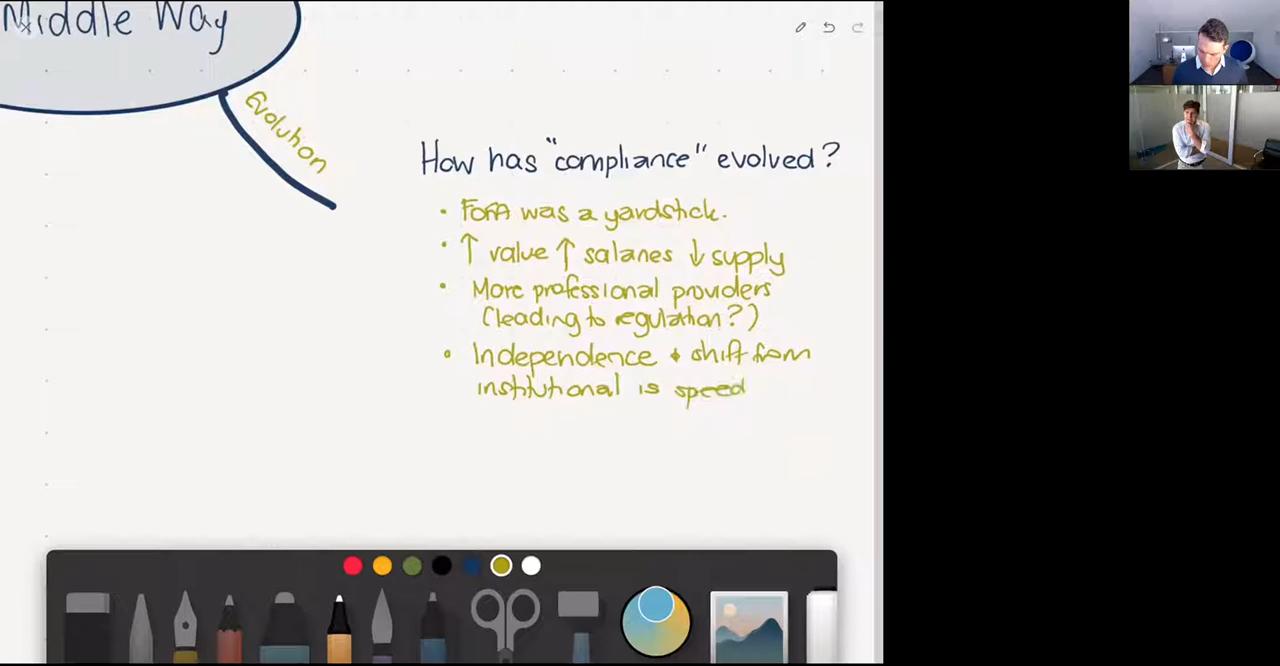 Middle Way
Evolution
How has "compliance" evolved?
• FoFA was a yardstick.
• ↑ value ↑ salaries ↓ supply
• More professional providers
(leading to regulation?)
• Independence + shift from
institutional is speed